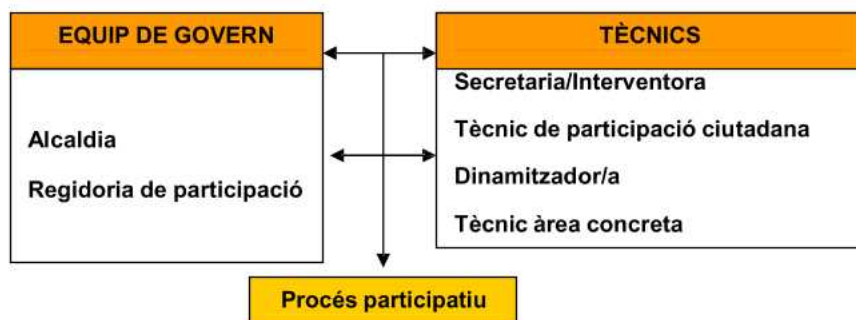 EQUIP DE GOVERN
Alcaldia
Regidoria de participació
TÈCNICS
Secretaria/Interventora
Tècnic de participació ciutadana
Dinamitzador/a
Tècnic àrea concreta
Procés participatiu